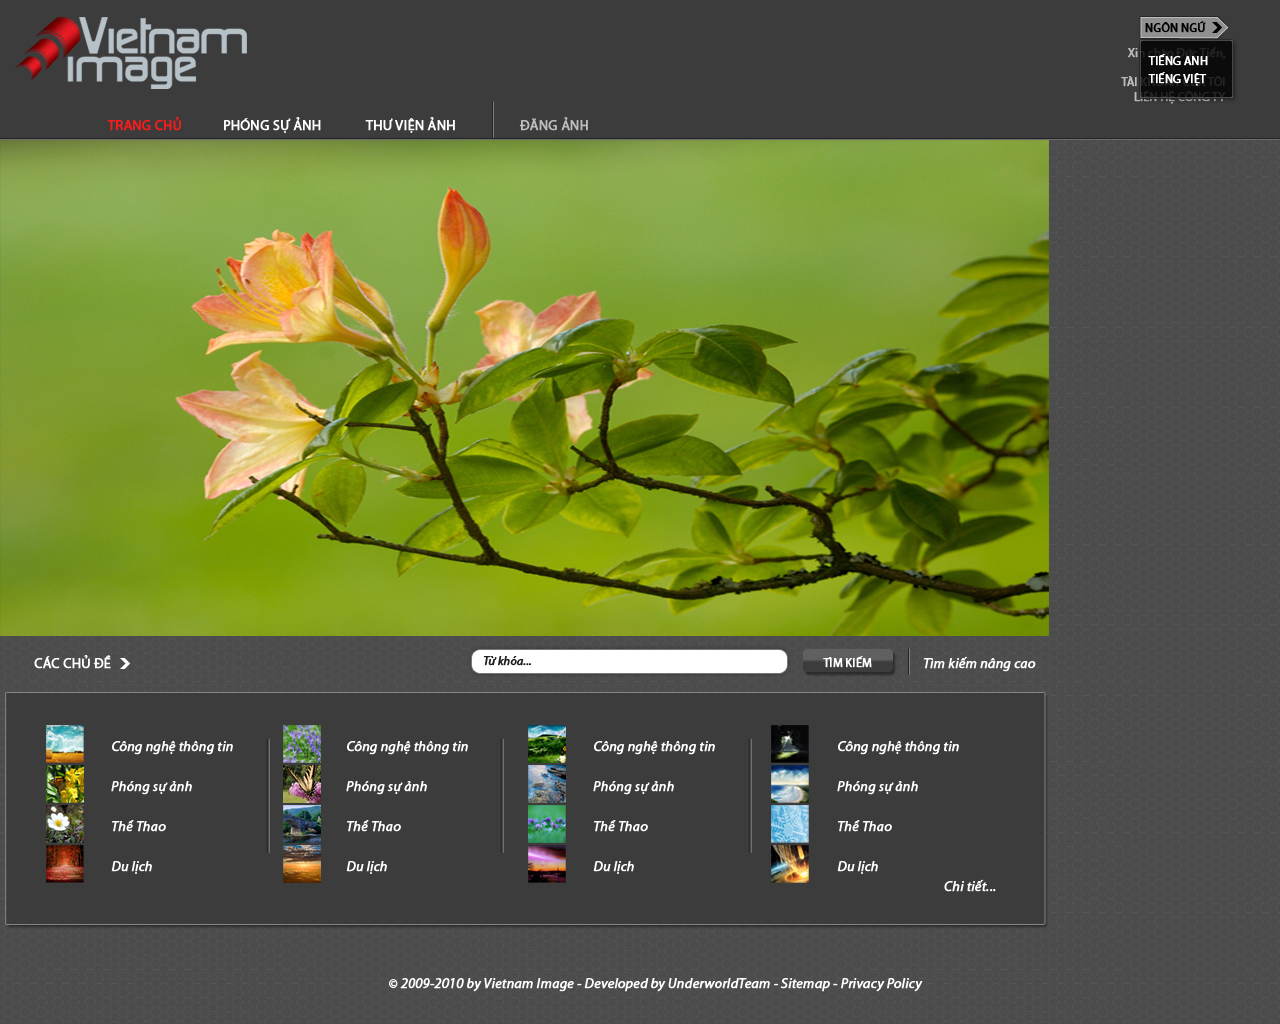 Vietnam
image
NGÔN NGỮ
TIẾNG ANH
TIẾNG VIỆT
LIÊN HỆ CÔNG TY
TRANG CHỦ PHÓNG SỰ ẢNH THƯ VIỆN ẢNH ĐĂNG ẢNH
CÁC CHỦ ĐỀ Từ khóa... TÌM KIẾM Tìm kiếm nâng cao
Công nghệ thông tin Công nghệ thông tin Công nghệ thông tin Công nghệ thông tin
Phóng sự ảnh Phóng sự ảnh Phóng sự ảnh Phóng sự ảnh
Thể Thao Thể Thao Thể Thao Thể Thao
Du lịch Du lịch Du lịch Du lịch
Chi tiết...
© 2009-2010 by Vietnam Image - Developed by UnderworldTeam - Sitemap - Privacy Policy